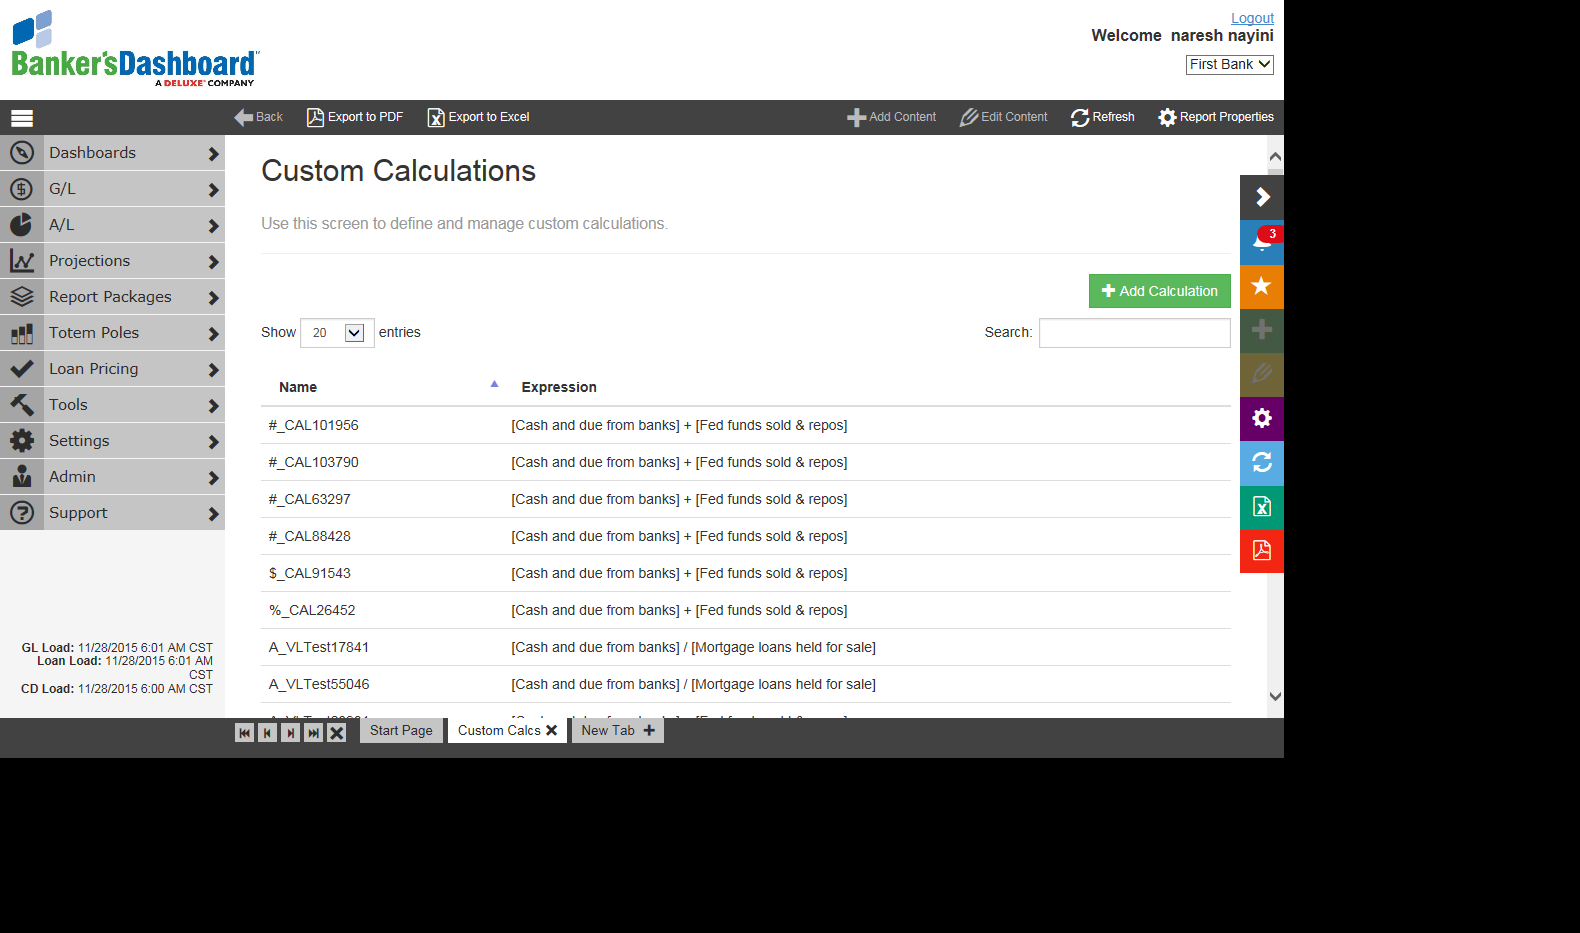 Logout
Welcome naresh nayini
First Bank
Banker'sDashboard
A DELUXE COMPANY
Back
Export to PDF
Export to Excel
Add Content
Edit Content
Refresh
Report Properties
Dashboards
G/L
A/L
Projections
Report Packages
Totem Poles
Loan Pricing
Tools
Settings
Admin
Support
GL Load: 11/28/2015 6:01 AM CST
Loan Load: 11/28/2015 6:01 AM
CST
CD Load: 11/28/2015 6:00 AM CST
Custom Calculations
Use this screen to define and manage custom calculations.
3
Add Calculation
Show 20 entries
Search:
Name Expression
#_CAL101956 [Cash and due from banks] + [Fed funds sold & repos]
#_CAL103790 [Cash and due from banks] + [Fed funds sold & repos]
#_CAL63297 [Cash and due from banks] + [Fed funds sold & repos]
#_CAL88428 [Cash and due from banks] + [Fed funds sold & repos]
$_CAL91543 [Cash and due from banks] + [Fed funds sold & repos]
%_CAL26452 [Cash and due from banks] + [Fed funds sold & repos]
A_VLTest17841 [Cash and due from banks] / [Mortgage loans held for sale]
A_VLTest55046 [Cash and due from banks] / [Mortgage loans held for sale]
Start Page
Custom Calcs
New Tab